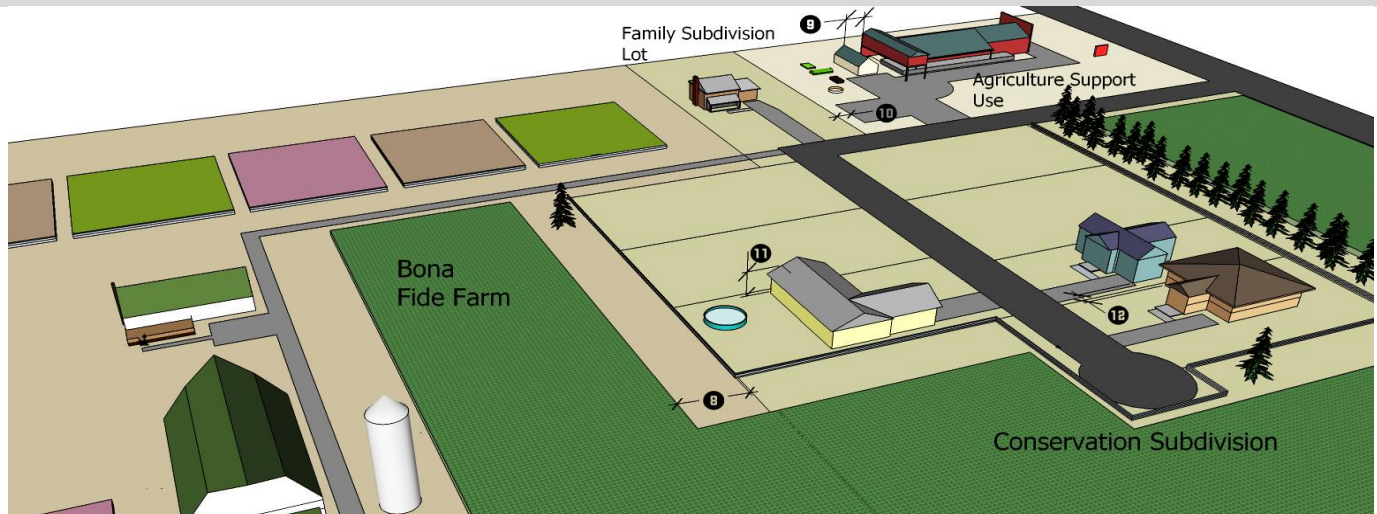 9
Family Subdivision
Lot
Agriculture Support
Use
10
11
Bona
Fide Farm
12
8
Conservation Subdivision